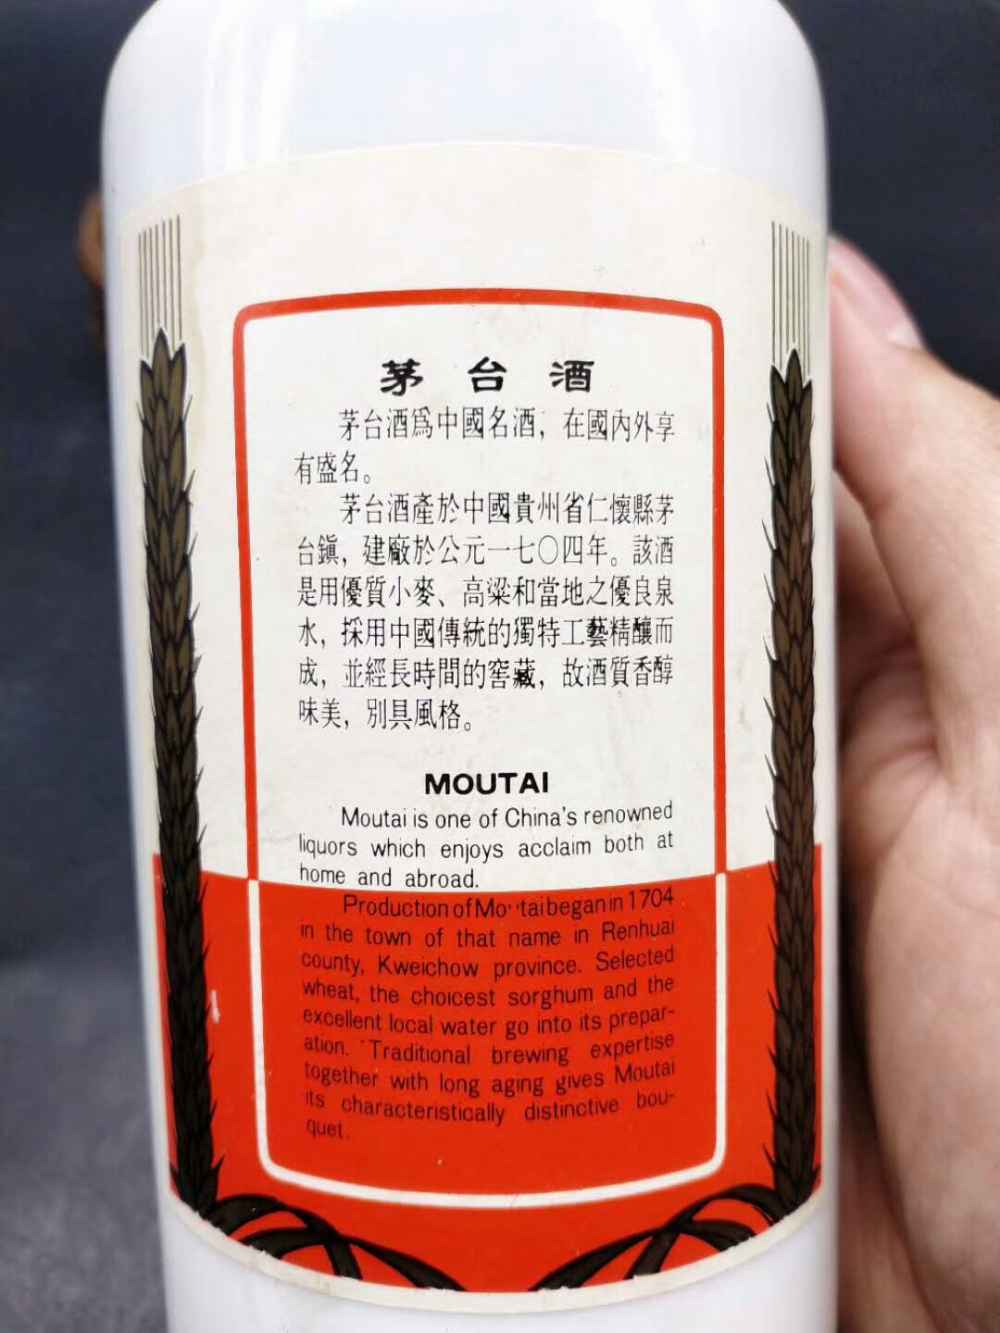 茅台酒
茅台酒爲中國名酒，在國內外享
有盛名。
茅台酒產於中國貴州省仁懷縣茅
台鎮，建廠於公元一七〇四年。該酒
是用優質小麥、高粱和當地之優良泉
水，採用中國傳統的獨特工藝精釀而
成，並經長時間的窖藏，故酒質香醇
味美，別具風格。
MOUTAI
Moutai is one of China's renowned
liquors which enjoys acclaim both at
home and abroad.
Production of Moutai began in 1704
in the town of that name in Renhuai
county, Kweichow province. Selected
wheat, the choicest sorghum and the
excellent local water go into its prepar-
ation. Traditional brewing expertise
together with long aging gives Moutai
its characteristically distinctive bou-
quet.